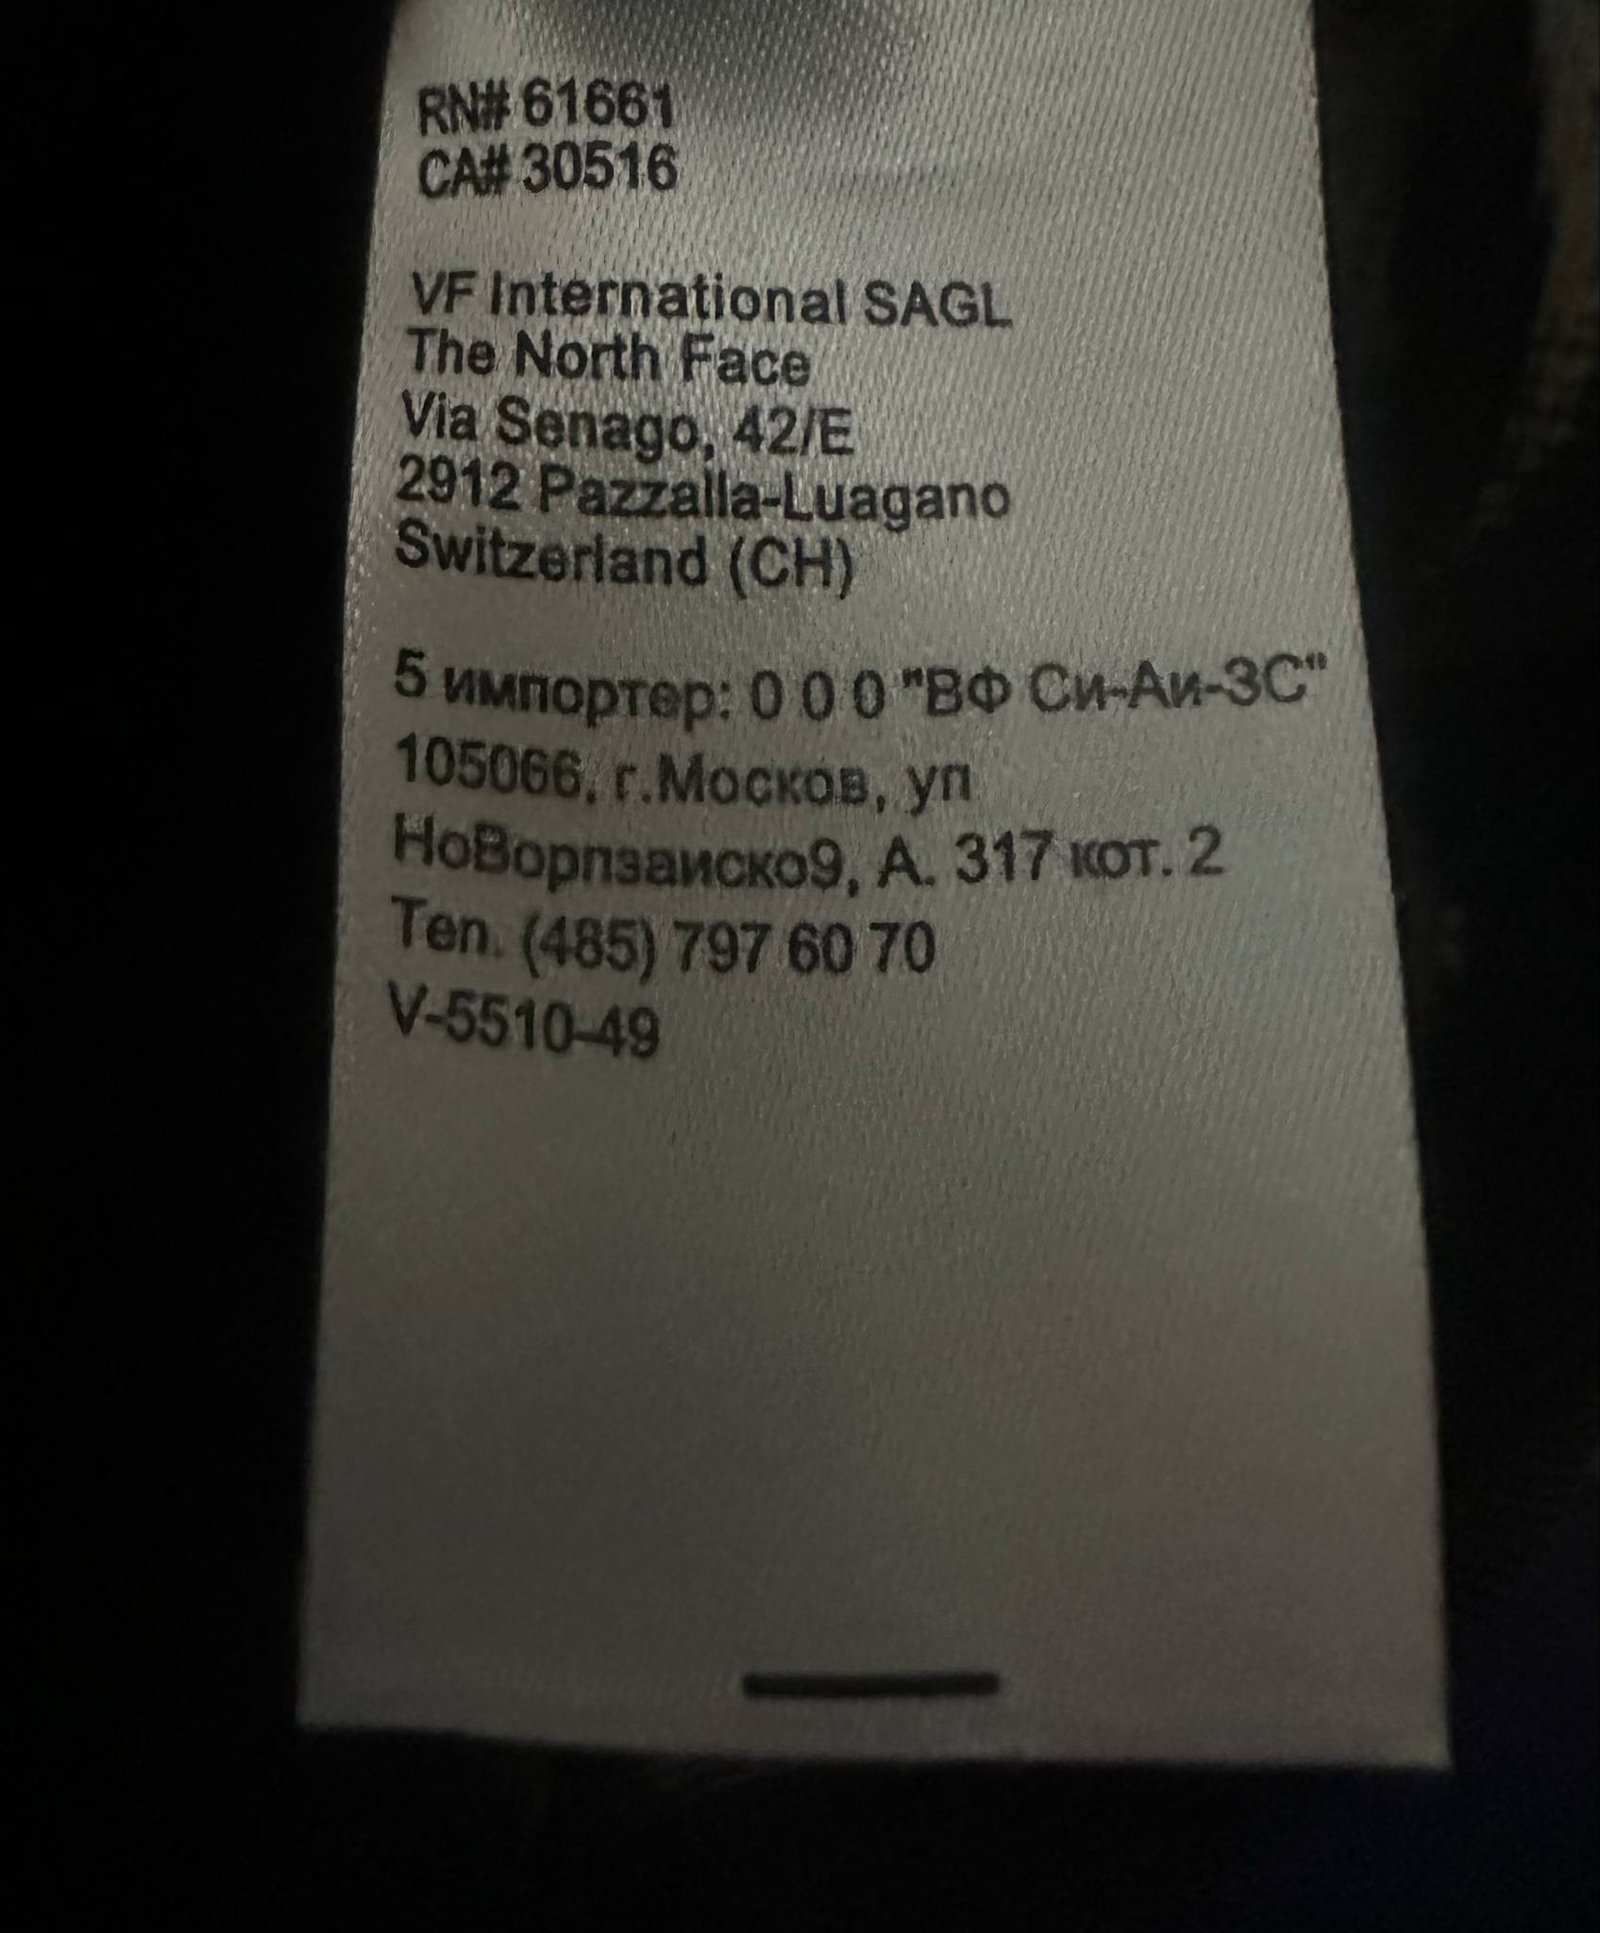 RN# 61661
CA# 30516
VF International SAGL
The North Face
Via Senago, 42/E
2912 Pazzalla-Luagano
Switzerland (CH)
5 импортер: 0 0 0 "ВФ Си-Аи-ЗС"
105066, г.Москов, уп
НоВорпзаиско9, А. 317 кот. 2
Теп. (485) 797 60 70
V-5510-49